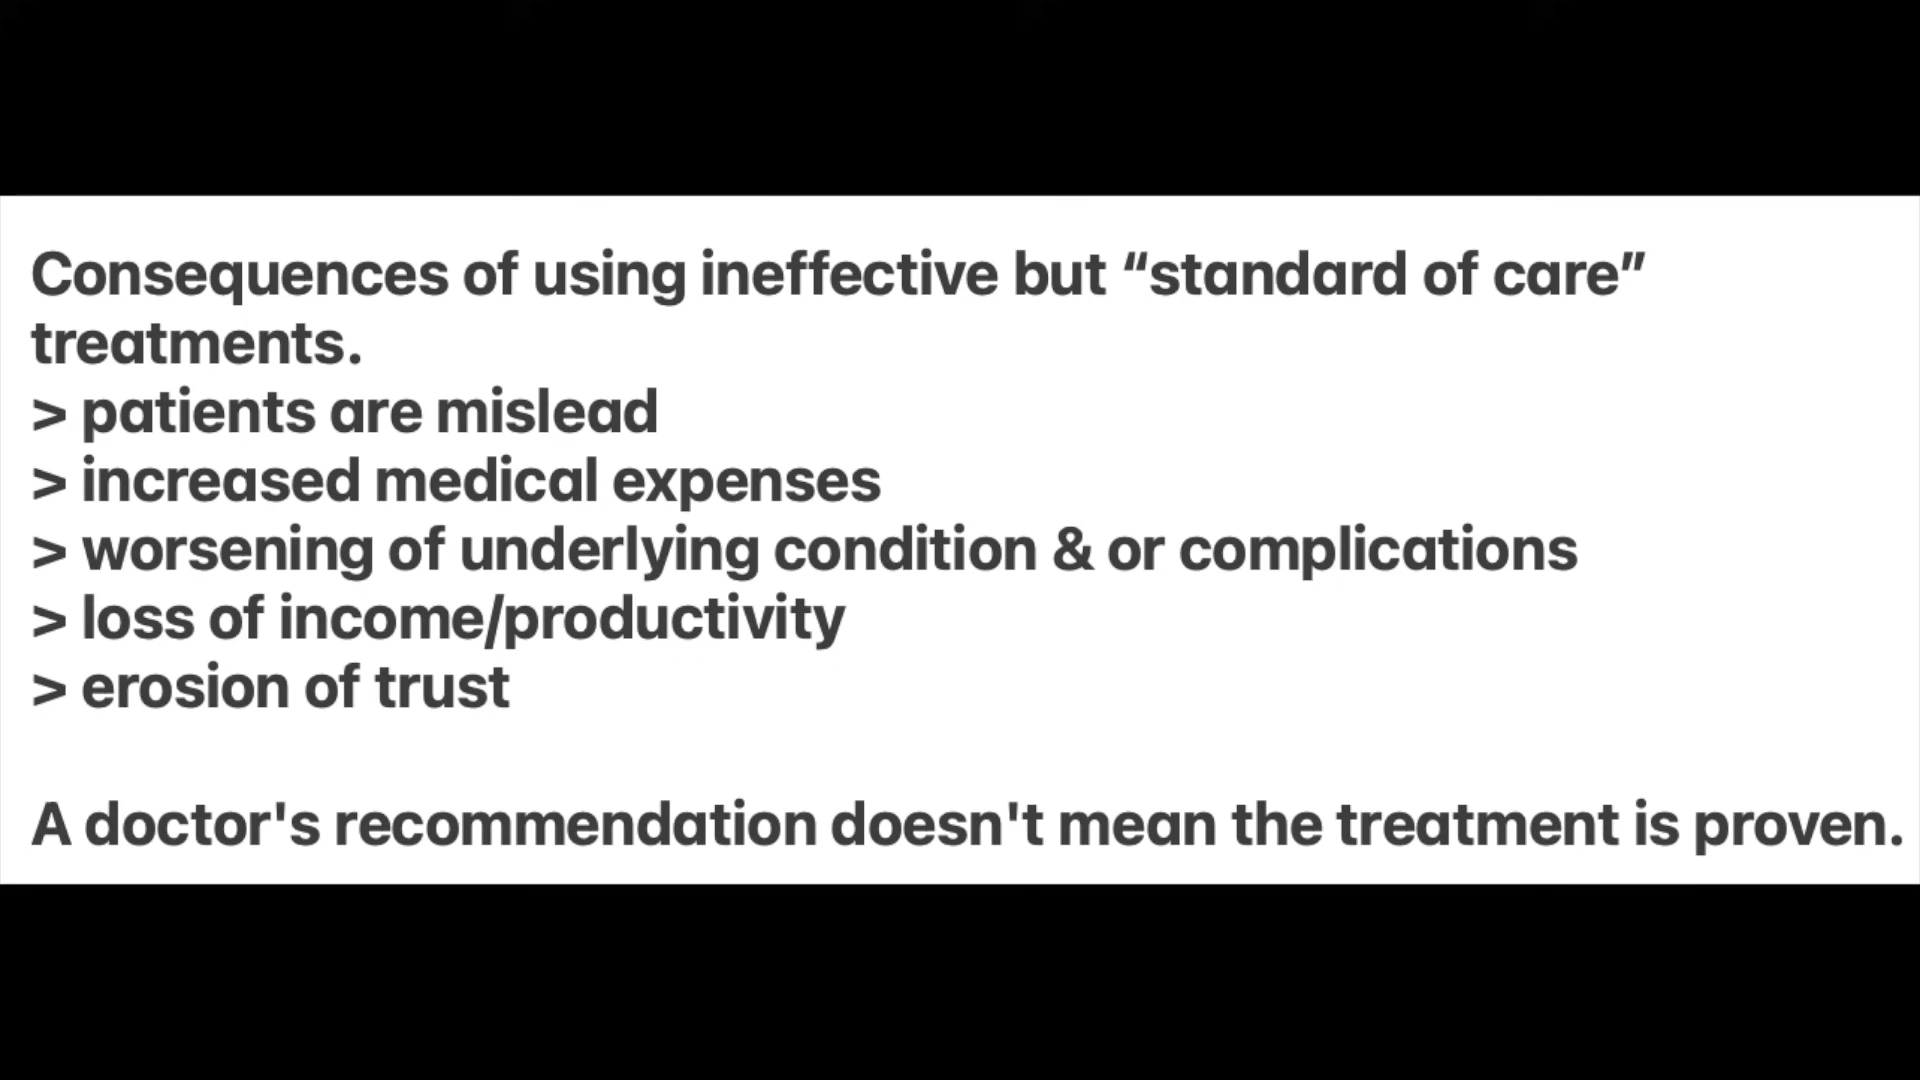 Consequences of using ineffective but “standard of care”
treatments.
> patients are mislead
> increased medical expenses
> worsening of underlying condition & or complications
> loss of income/productivity
> erosion of trust
A doctor's recommendation doesn't mean the treatment is proven.